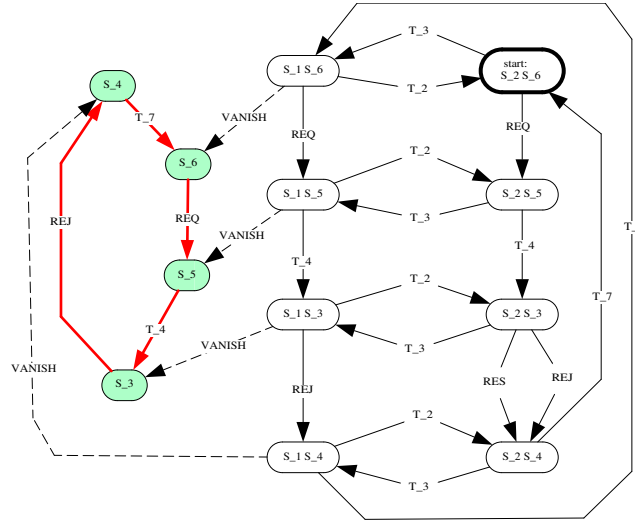 T_3
start:
S_2 S_6
S_1 S_6
S_4
T_2
T_7
VANISH
REQ
REQ
T_2
S_6
S_1 S_5
S_2 S_5
REJ
REQ
T_3
T_
VANISH
T_4
T_4
S_5
T_2
T_7
S_1 S_3
S_2 S_3
T_4
VANISH
T_3
VANISH
S_3
REJ
RES
REJ
T_2
S_1 S_4
S_2 S_4
T_3